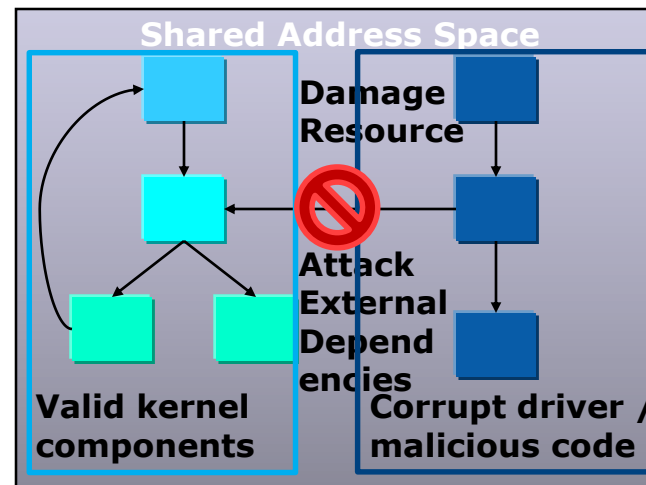 Shared Address Space
Damage
Resource
Attack
External
Depend
encies
Valid kernel
components
Corrupt driver /
malicious code